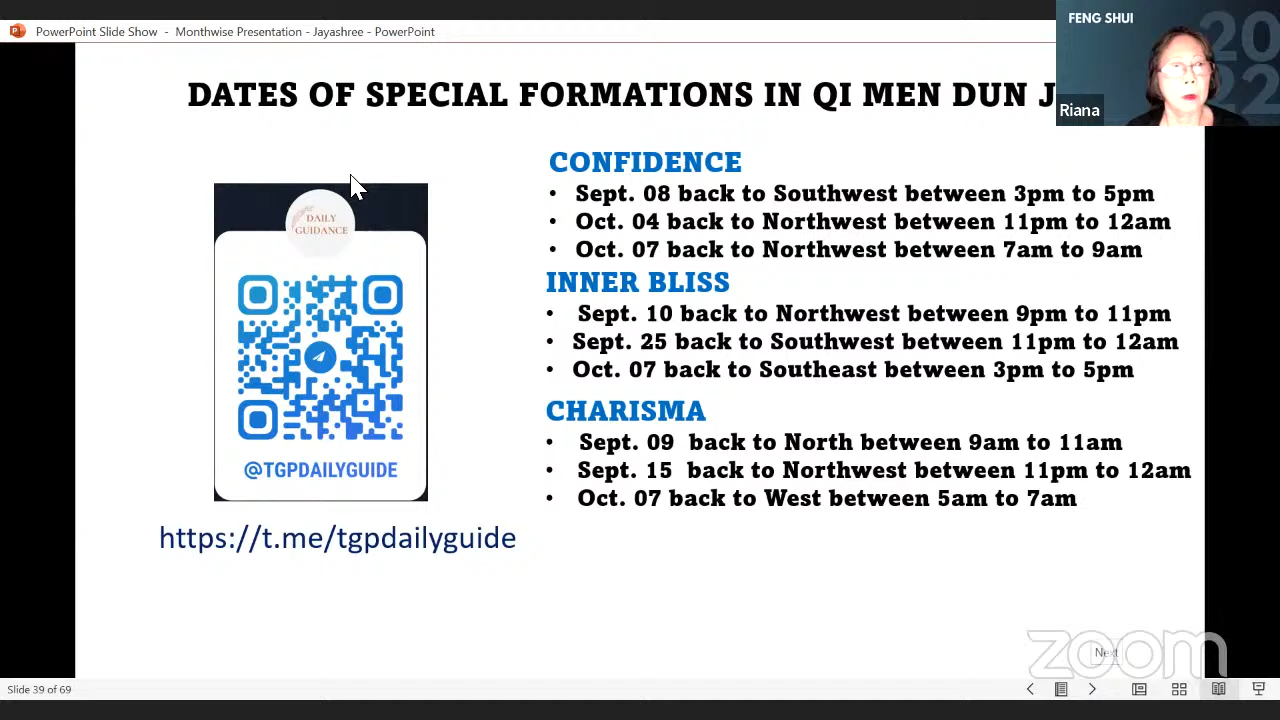 PowerPoint Slide Show - Monthwise Presentation - Jayashree - PowerPoint
FENG SHUI
2022
Riana
DATES OF SPECIAL FORMATIONS IN QI MEN DUN
DAILY
GUIDANCE
@TGPDAILYGUIDE
https://t.me/tgpdailyguide
CONFIDENCE
• Sept. 08 back to Southwest between 3pm to 5pm
• Oct. 04 back to Northwest between 11pm to 12am
• Oct. 07 back to Northwest between 7am to 9am
INNER BLISS
• Sept. 10 back to Northwest between 9pm to 11pm
• Sept. 25 back to Southwest between 11pm to 12am
• Oct. 07 back to Southeast between 3pm to 5pm
CHARISMA
• Sept. 09 back to North between 9am to 11am
• Sept. 15 back to Northwest between 11pm to 12am
• Oct. 07 back to West between 5am to 7am
zoom
Next
Slide 39 of 69